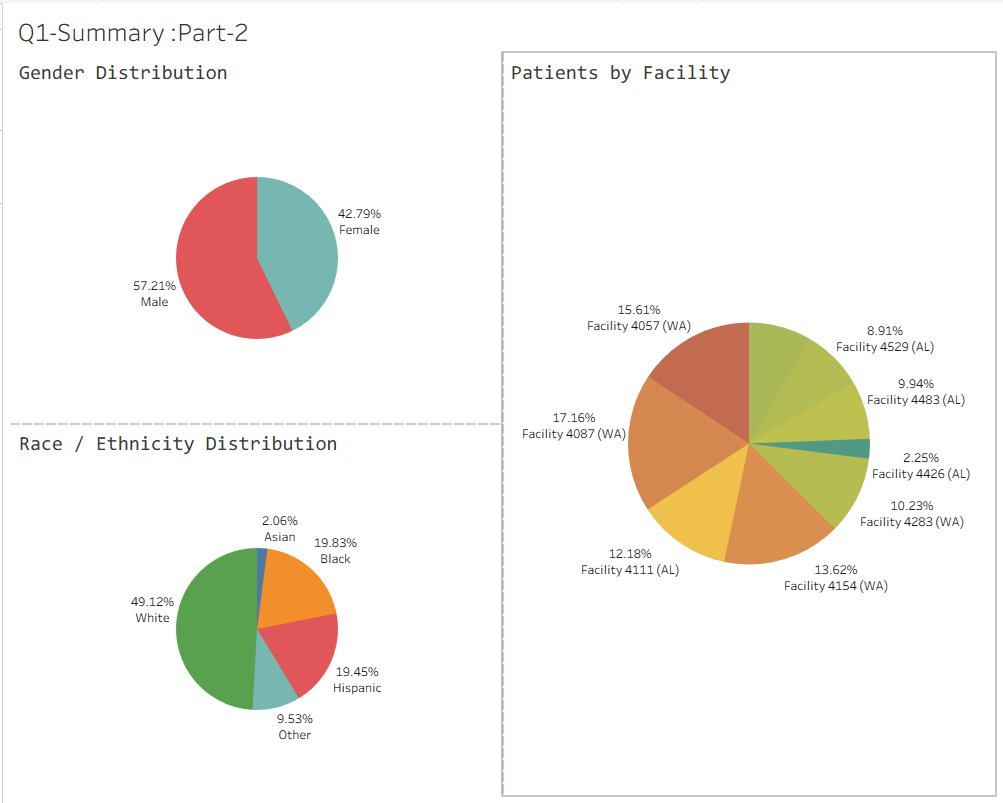 Q1-Summary :Part-2
Gender Distribution
42.79%
Female
57.21%
Male
Race / Ethnicity Distribution
2.06%
Asian
19.83%
Black
49.12%
White
19.45%
Hispanic
9.53%
Other
Patients by Facility
15.61%
Facility 4057 (WA)
8.91%
Facility 4529 (AL)
9.94%
Facility 4483 (AL)
17.16%
Facility 4087 (WA)
2.25%
Facility 4426 (AL)
10.23%
Facility 4283 (WA)
12.18%
Facility 4111 (AL)
13.62%
Facility 4154 (WA)